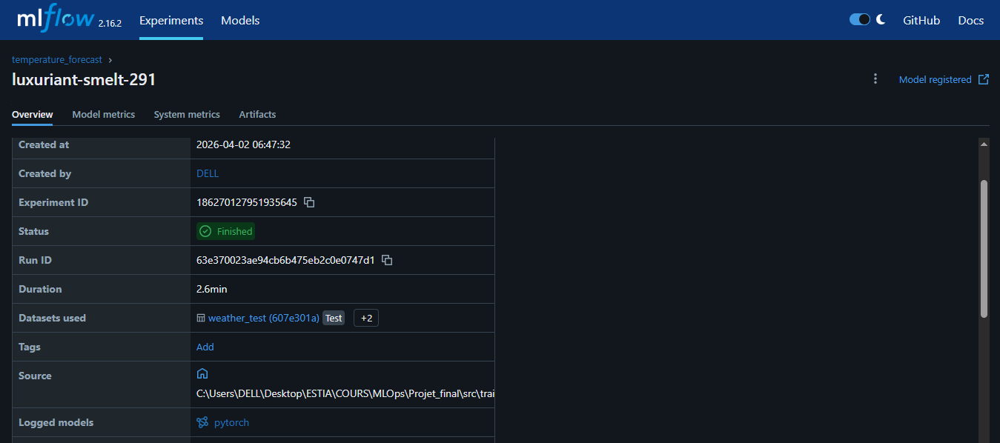 mlflow 2.16.2 Experiments Models GitHub Docs
temperature_forecast ›
luxuriant-smelt-291
Model registered
Overview Model metrics System metrics Artifacts
Created at 2026-04-02 06:47:32
Created by DELL
Experiment ID 186270127951935645
Status Finished
Run ID 63e370023ae94cb6b475eb2c0e0747d1
Duration 2.6min
Datasets used weather_test (607e301a) Test +2
Tags Add
Source
C:\Users\DELL\Desktop\ESTIA\COURS\MLOps\Projet_final\src\trai
Logged models pytorch